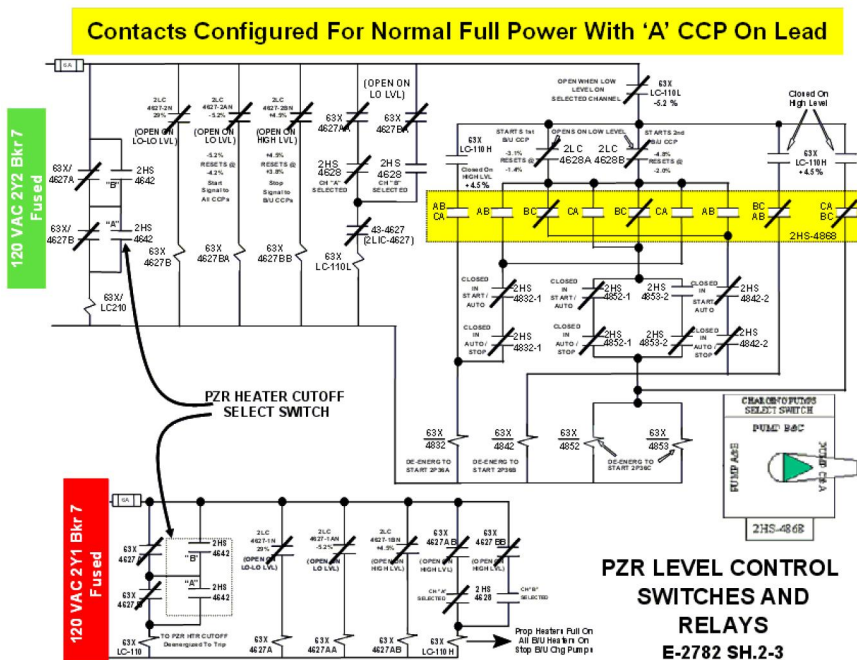 Contacts Configured For Normal Full Power With 'A' CCP On Lead
6A
120 VAC 2Y2 Bkr 7
Fused
63X/
4627A
"B"
2HS
4642
63X/
4627B
"A"
2HS
4642
63X/
LC210
2LC
4627-2N
29%
(OPEN ON
LO-LO LVL)
63X
4627B
2LC
4627-2AN
-5.2%
(OPEN ON
LO LVL)
-5.2%
RESETS @
-4.2%
Start
Signal to
All CCPs
63X
4627BA
2LC
4627-2BN
+4.5%
(OPEN ON
HIGH LVL)
+4.5%
RESETS @
+3.8%
Stop
Signal to
B/U CCPs
63X
4627BB
(OPEN ON
LO LVL)
63X
4627AA
63X
4627BA
2HS
4628
CH "A"
SELECTED
2HS
4628
CH "B"
SELECTED
43-4627
(2LIC-4627)
63X
LC-110L
OPEN WHEN LOW
LEVEL ON
SELECTED CHANNEL
63X
LC-110L
-5.2 %
63X
LC-110H
Closed On
HIGH LVL
+ 4.5%
STARTS 1st
B/U CCP
OPENS ON LOW LEVEL
STARTS 2nd
B/U CCP
-3.1%
RESETS @
-1.4%
2LC
4628A
2LC
4628B
-4.8%
RESETS @
-2.0%
Closed On
High Level
63X
LC-110H
+ 4.5%
AB
CA
AB
BC
CA
BC
CA
AB
BC
AB
CA
BC
2HS-4868
CLOSED
IN
START /
AUTO
2HS
4832-1
CLOSED
IN
START /
AUTO
2HS
4852-1
2HS
4853-2
CLOSED
IN
START
AUTO
2HS
4842-2
CLOSED
IN
AUTO /
STOP
2HS
4832-1
CLOSED
IN
AUTO /
STOP
2HS
4852-1
2HS
4853-2
CLOSED
IN
AUTO /
STOP
2HS
4842-2
63X
4832
63X
4842
63X
4852
63X
4853
DE-ENERG TO
START 2P36A
DE-ENERG TO
START 2P36B
DE-ENERG TO
START 2P36C
PZR HEATER CUTOFF
SELECT SWITCH
CHARGING PUMPS
SELECT SWITCH
PUMP B&C
PUMP A&B
PUMP C&A
2HS-4868
120 VAC 2Y1 Bkr 7
Fused
6A
63X
"B"
2HS
4642
63X
"A"
2HS
4642
63X
LC-110
TO PZR HTR CUTOFF
Deenergized To Trip
2LC
4627-1N
29%
(OPEN ON
LO-LO LVL)
63X
4627A
2LC
4627-1AN
-5.2%
(OPEN ON
LO LVL)
63X
4627AA
2LC
4627-1BN
+4.5%
(OPEN ON
HIGH LVL)
63X
4627AB
63X
4627AB
(OPEN ON
HIGH LVL)
63X
4627BB
(OPEN ON
HIGH LVL)
CH "A"
SELECTED
2HS
4628
CH "B"
SELECTED
63X
LC-110H
Prop Heaters Full On
All B/U Heaters On
Stop B/U Chg Pumps
PZR LEVEL CONTROL
SWITCHES AND
RELAYS
E-2782 SH.2-3